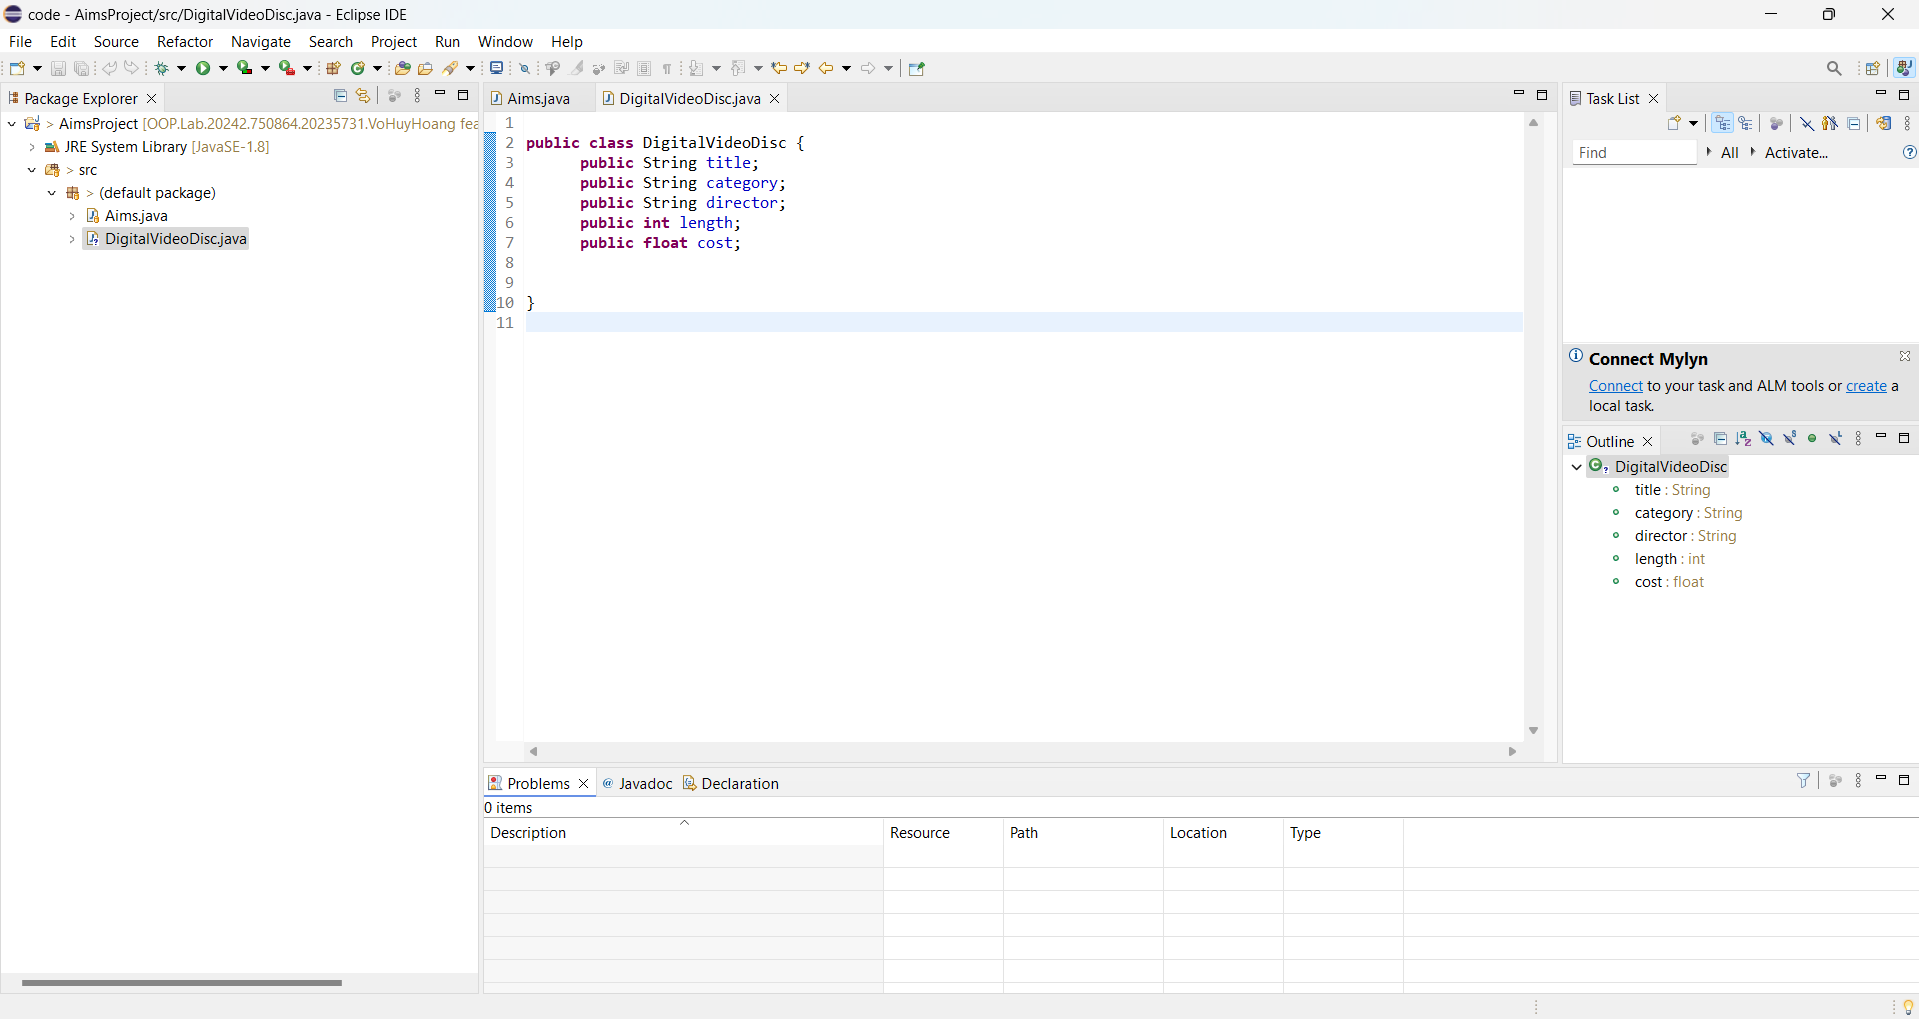 code - AimsProject/src/DigitalVideoDisc.java - Eclipse IDE
File Edit Source Refactor Navigate Search Project Run Window Help
Package Explorer
> AimsProject [OOP.Lab.20242.750864.20235731.VoHuyHoang fea
JRE System Library [JavaSE-1.8]
> src
> (default package)
Aims.java
DigitalVideoDisc.java
Aims.java DigitalVideoDisc.java
1
2 public class DigitalVideoDisc {
3 public String title;
4 public String category;
5 public String director;
6 public int length;
7 public float cost;
8
9
10 }
11
Task List
Find All Activate...
Connect Mylyn
Connect to your task and ALM tools or create a
local task.
Outline
DigitalVideoDisc
title : String
category : String
director : String
length : int
cost : float
Problems @ Javadoc Declaration
0 items
Description Resource Path Location Type